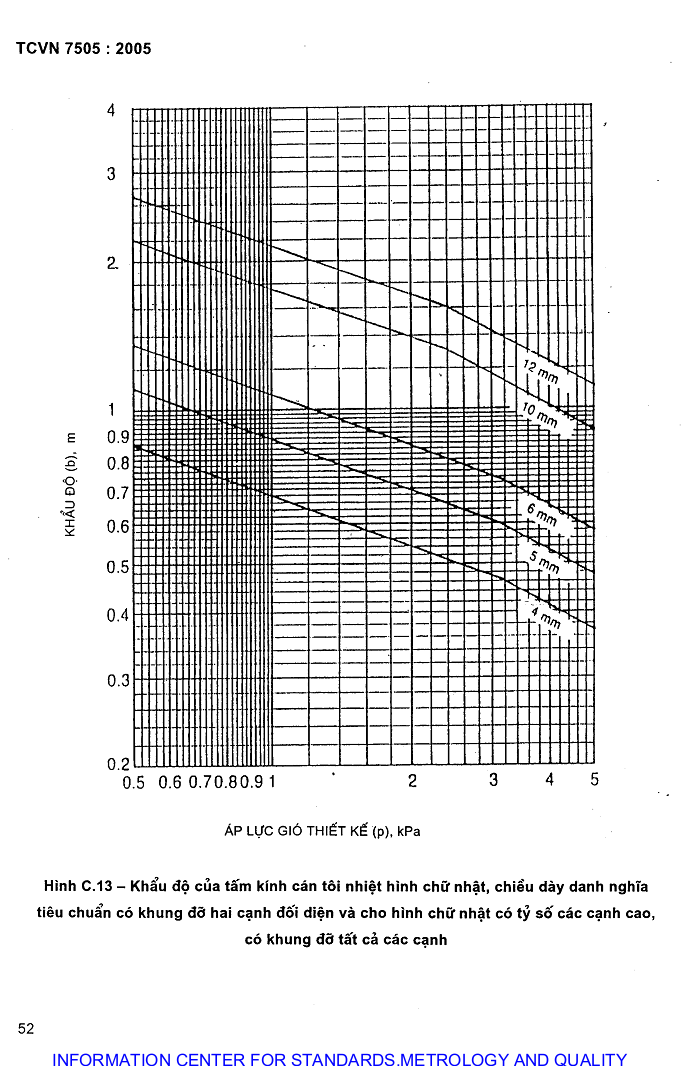 TCVN 7505 : 2005
4
3
2.
1
0.9
0.8
0.7
0.6
0.5
0.4
0.3
0.2
KHẨU ĐỘ (b), m
12 mm
10 mm
6 mm
5 mm
4 mm
0.5 0.6 0.7 0.8 0.9 1 2 3 4 5
ÁP LỰC GIÓ THIẾT KẾ (p), kPa
Hình C.13 – Khẩu độ của tấm kính cán tôi nhiệt hình chữ nhật, chiều dày danh nghĩa
tiêu chuẩn có khung đỡ hai cạnh đối diện và cho hình chữ nhật có tỷ số các cạnh cao,
có khung đỡ tất cả các cạnh
52
INFORMATION CENTER FOR STANDARDS.METROLOGY AND QUALITY